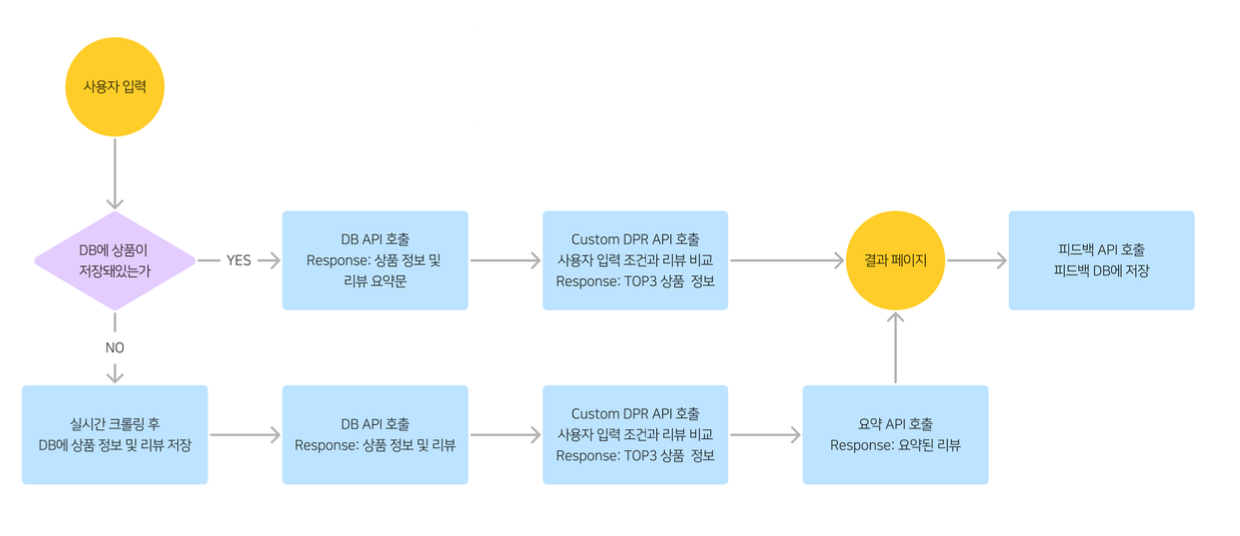 사용자 입력
DB에 상품이
저장돼있는가
YES
DB API 호출
Response: 상품 정보 및
리뷰 요약문
Custom DPR API 호출
사용자 입력 조건과 리뷰 비교
Response: TOP3 상품 정보
결과 페이지
피드백 API 호출
피드백 DB에 저장
NO
실시간 크롤링 후
DB에 상품 정보 및 리뷰 저장
DB API 호출
Response: 상품 정보 및 리뷰
Custom DPR API 호출
사용자 입력 조건과 리뷰 비교
Response: TOP3 상품 정보
요약 API 호출
Response: 요약된 리뷰